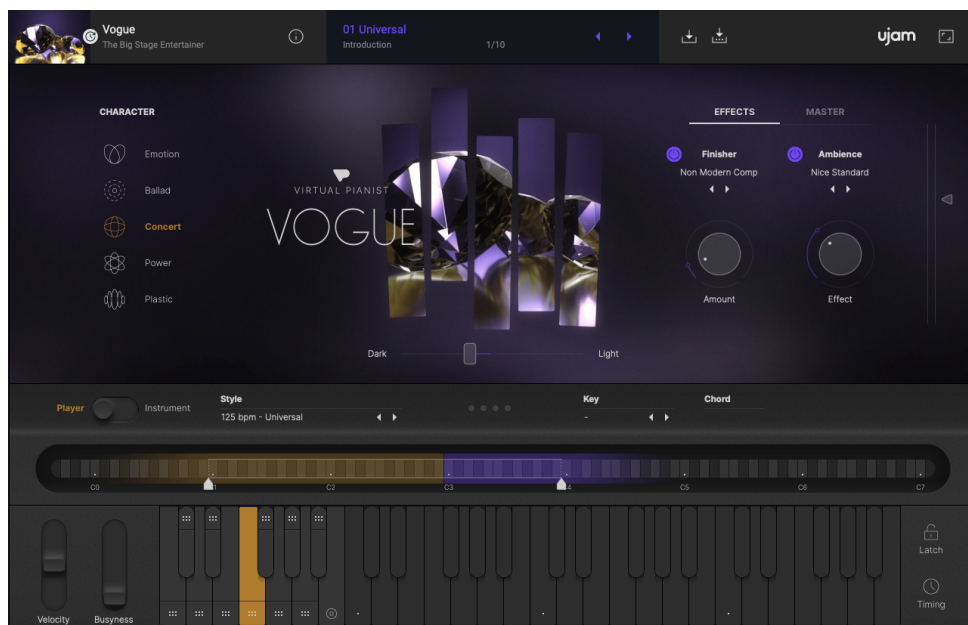 Vogue
The Big Stage Entertainer
01 Universal
Introduction
1/10
ujam
CHARACTER
Emotion
Ballad
Concert
Power
Plastic
VIRTUAL PIANIST
VOGUE
Dark
Light
EFFECTS
MASTER
Finisher
Non Modern Comp
Ambience
Nice Standard
Amount
Effect
Player
Instrument
Style
125 bpm - Universal
Key
-
Chord
C0
C2
C3
C5
C6
C7
Latch
Timing
Velocity
Busyness